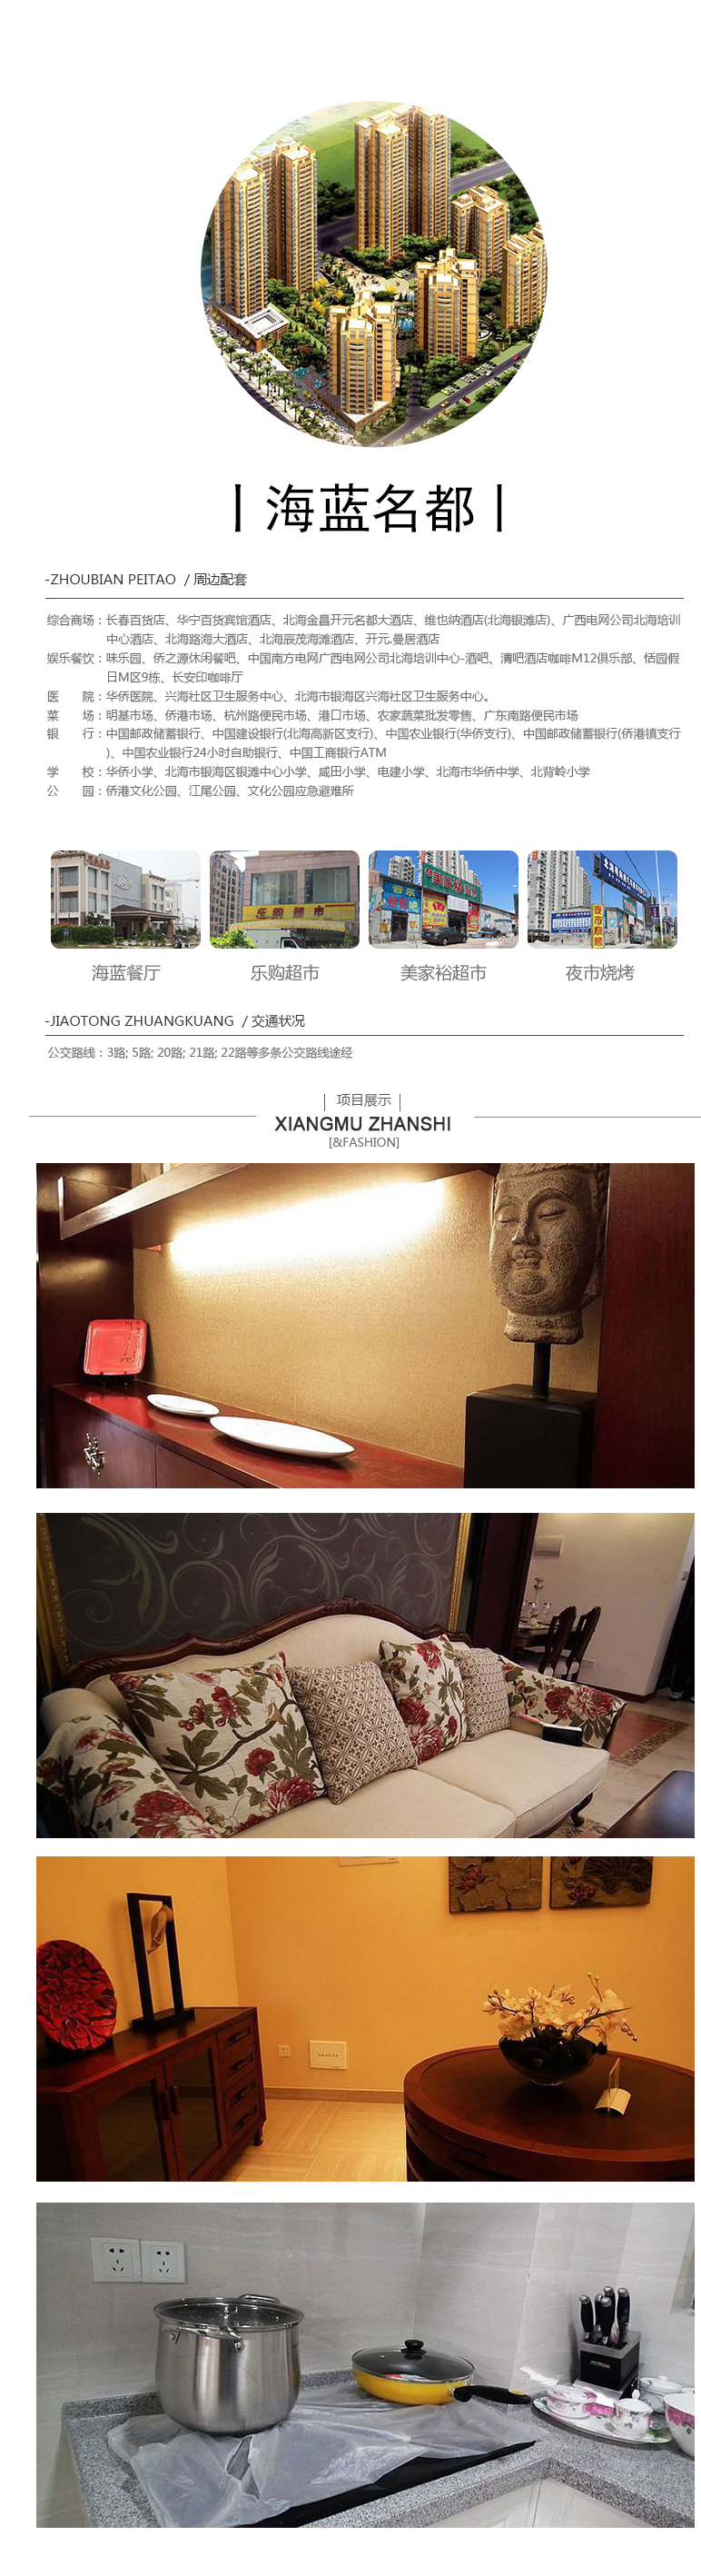 海蓝名都
-ZHOUBIAN PEITAO / 周边配套
综合商场：长春百货店、华宁百货宾馆酒店、北海金昌开元名都大酒店、维也纳酒店(北海银滩店)、广西电网公司北海培训
中心酒店、北海路海大酒店、北海辰茂海滩酒店、开元.曼居酒店
娱乐餐饮：味乐园、侨之源休闲餐吧、中国南方电网广西电网公司北海培训中心-酒吧、清吧酒店咖啡M12俱乐部、恬园假
日M区9栋、长安印咖啡厅
医　　院：华侨医院、兴海社区卫生服务中心、北海市银海区兴海社区卫生服务中心。
菜　　场：明基市场、侨港市场、杭州路便民市场、港口市场、农家蔬菜批发零售、广东南路便民市场
银　　行：中国邮政储蓄银行、中国建设银行(北海高新区支行)、中国农业银行(华侨支行)、中国邮政储蓄银行(侨港镇支行
)、中国农业银行24小时自助银行、中国工商银行ATM
学　　校：华侨小学、北海市银海区银滩中心小学、咸田小学、电建小学、北海市华侨中学、北背岭小学
公　　园：侨港文化公园、江尾公园、文化公园应急避难所
乐购超市
音乐
夜市烧烤
海蓝餐厅
乐购超市
美家裕超市
夜市烧烤
-JIAOTONG ZHUANGKUANG / 交通状况
公交路线：3路; 5路; 20路; 21路; 22路等多条公交路线途经
项目展示
XIANGMU ZHANSHI
[&FASHION]